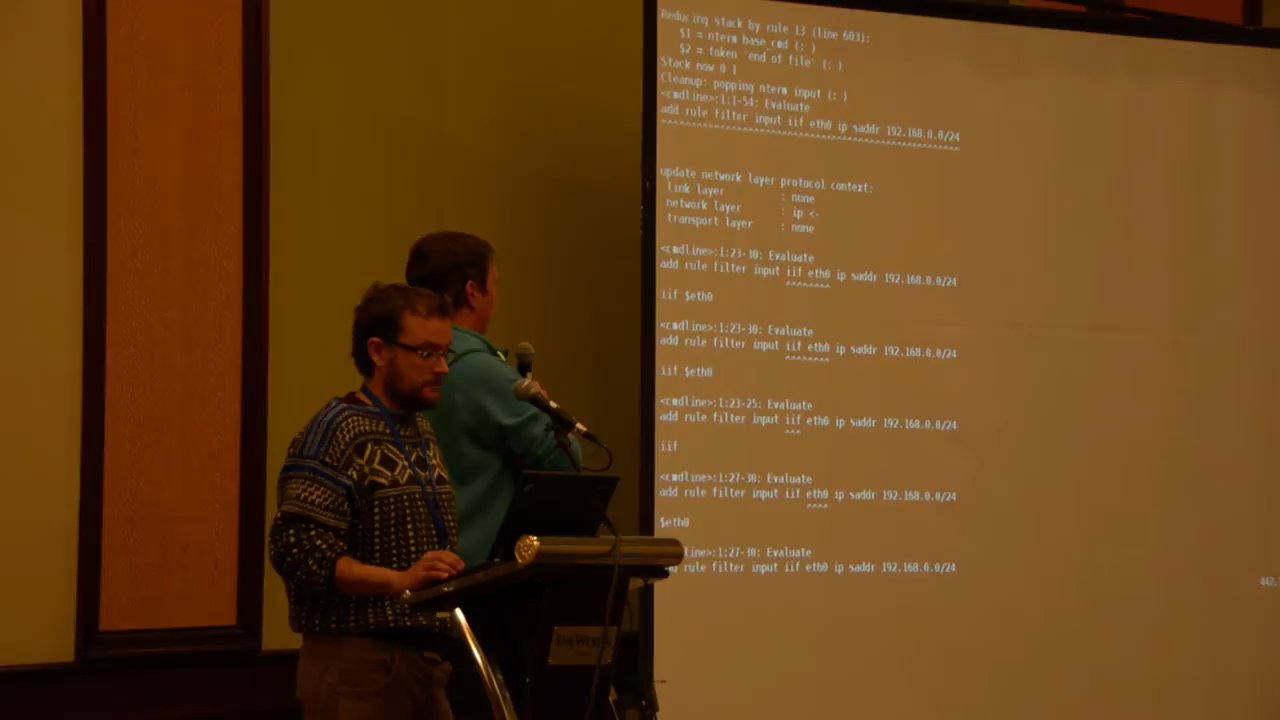 Reducing stack by rule 13 (line 603):
$1 = nterm base_cmd (: )
$2 = token "end of file" (: )
Stack now 0 1
Cleanup: popping nterm input (: )
<cmdline>:1:1-54: Evaluate
add rule filter input iif eth0 ip saddr 192.168.0.0/24
^^^^^^^^^^^^^^^^^^^^^^^^^^^^^^^^^^^^^^^^^^^^^^^^^^^^^^
update network layer protocol context:
link layer : none
network layer : ip <-
transport layer : none
<cmdline>:1:23-30: Evaluate
add rule filter input iif eth0 ip saddr 192.168.0.0/24
^^^^^^^^
iif $eth0
<cmdline>:1:23-30: Evaluate
add rule filter input iif eth0 ip saddr 192.168.0.0/24
^^^^^^^^
iif $eth0
<cmdline>:1:23-25: Evaluate
add rule filter input iif eth0 ip saddr 192.168.0.0/24
^^^
iif
<cmdline>:1:27-30: Evaluate
add rule filter input iif eth0 ip saddr 192.168.0.0/24
^^^^
$eth0
line>:1:27-30: Evaluate
rule filter input iif eth0 ip saddr 192.168.0.0/24
THE WESTIN